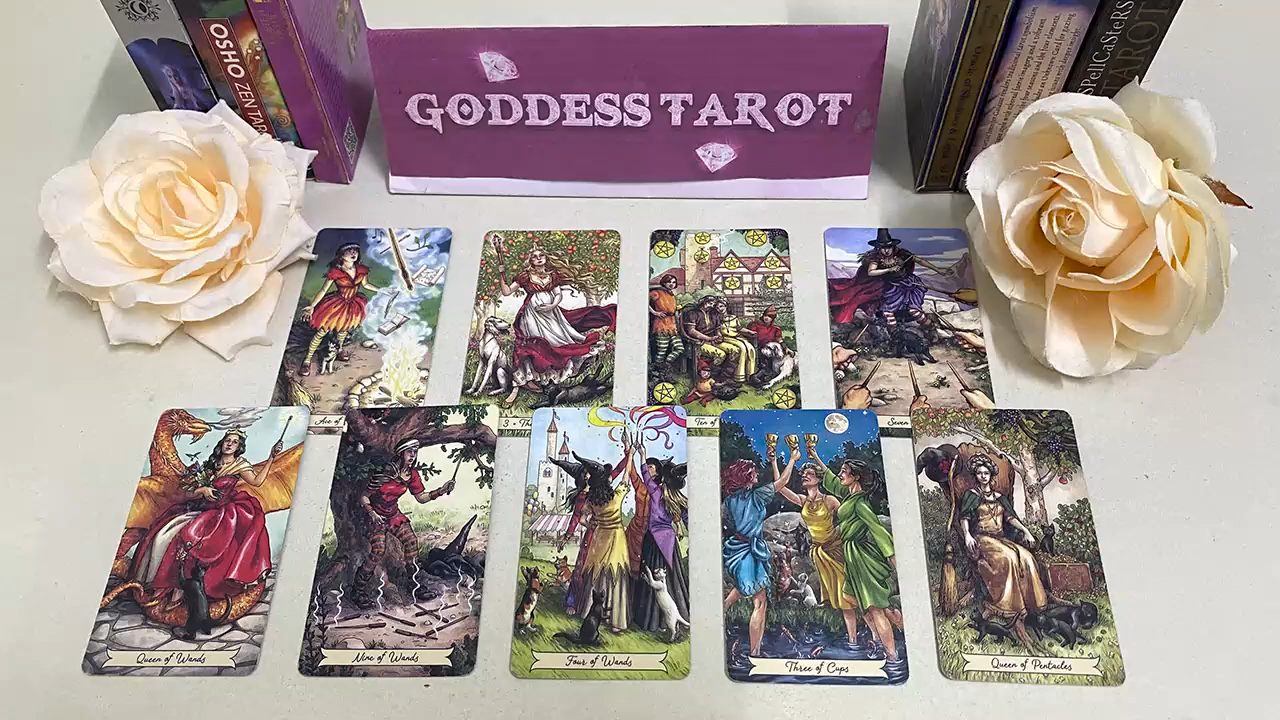 OSHO ZEN TAR
GODDESS TAROT
SPellCaSteRS
TAROT
Ace of
3 • Th
Ten of
Seven
Queen of Wands
Nine of Wands
Four of Wands
Three of Cups
Queen of Pentacles